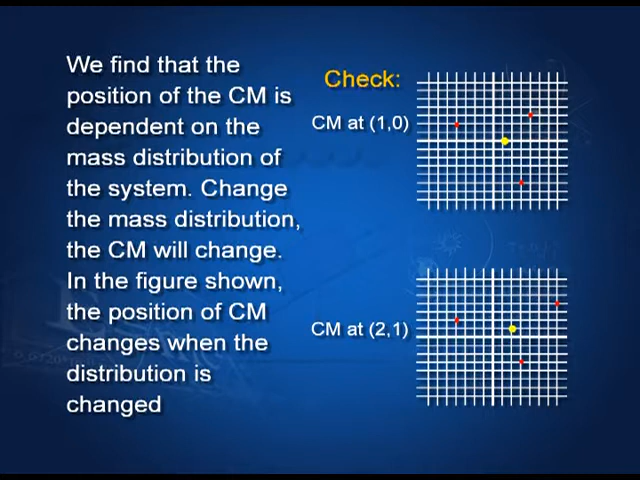 We find that the
position of the CM is
dependent on the
mass distribution of
the system. Change
the mass distribution,
the CM will change.
In the figure shown,
the position of CM
changes when the
distribution is
changed
Check:
CM at (1,0)
CM at (2,1)